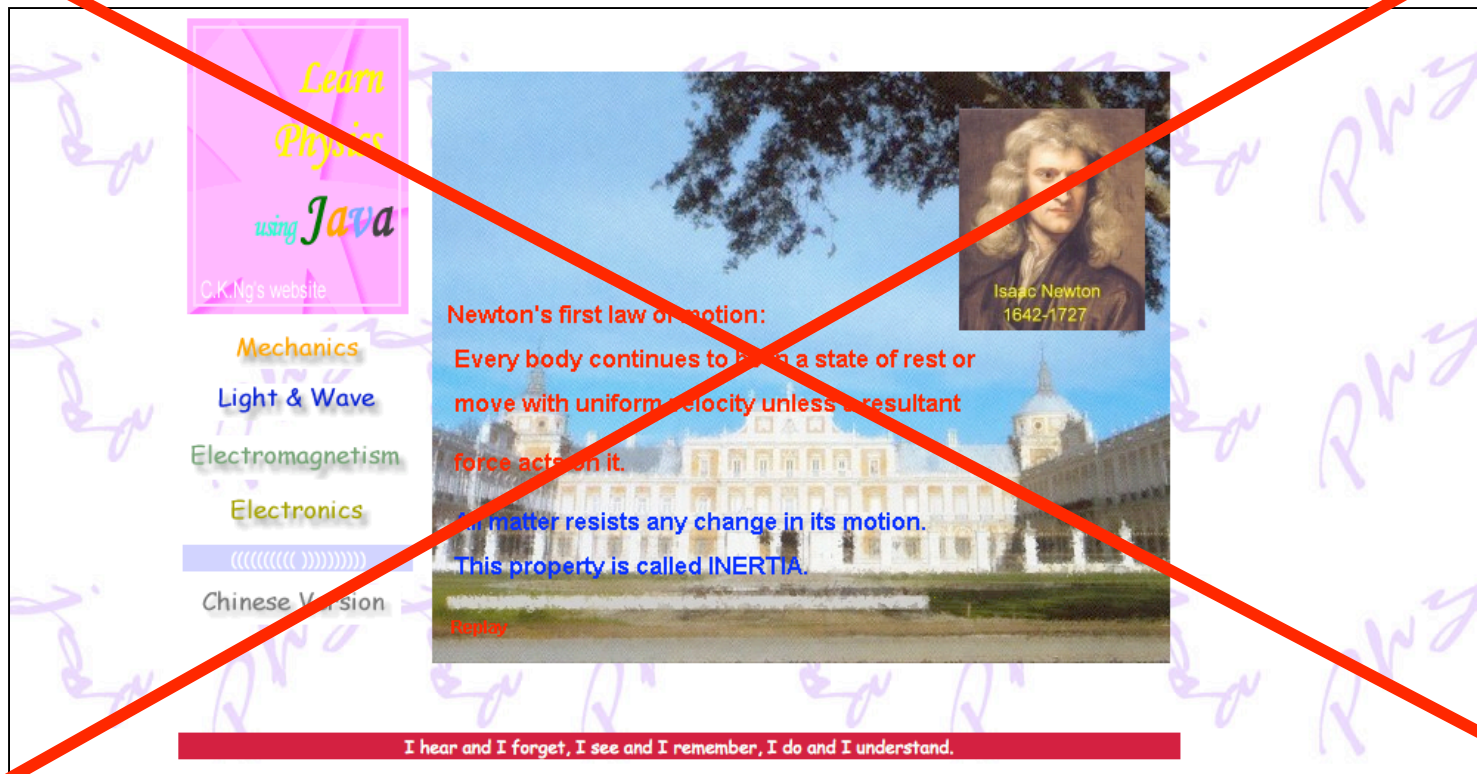 Learn
Physics
using Java
C.K.Ng's website
Mechanics
Light & Wave
Electromagnetism
Electronics
(((((((((( ))))))))))
Chinese Version
Isaac Newton
1642-1727
Newton's first law of motion:
Every body continues to be in a state of rest or
move with uniform velocity unless a resultant
force acts on it.
All matter resists any change in its motion.
This property is called INERTIA.
Replay
I hear and I forget, I see and I remember, I do and I understand.